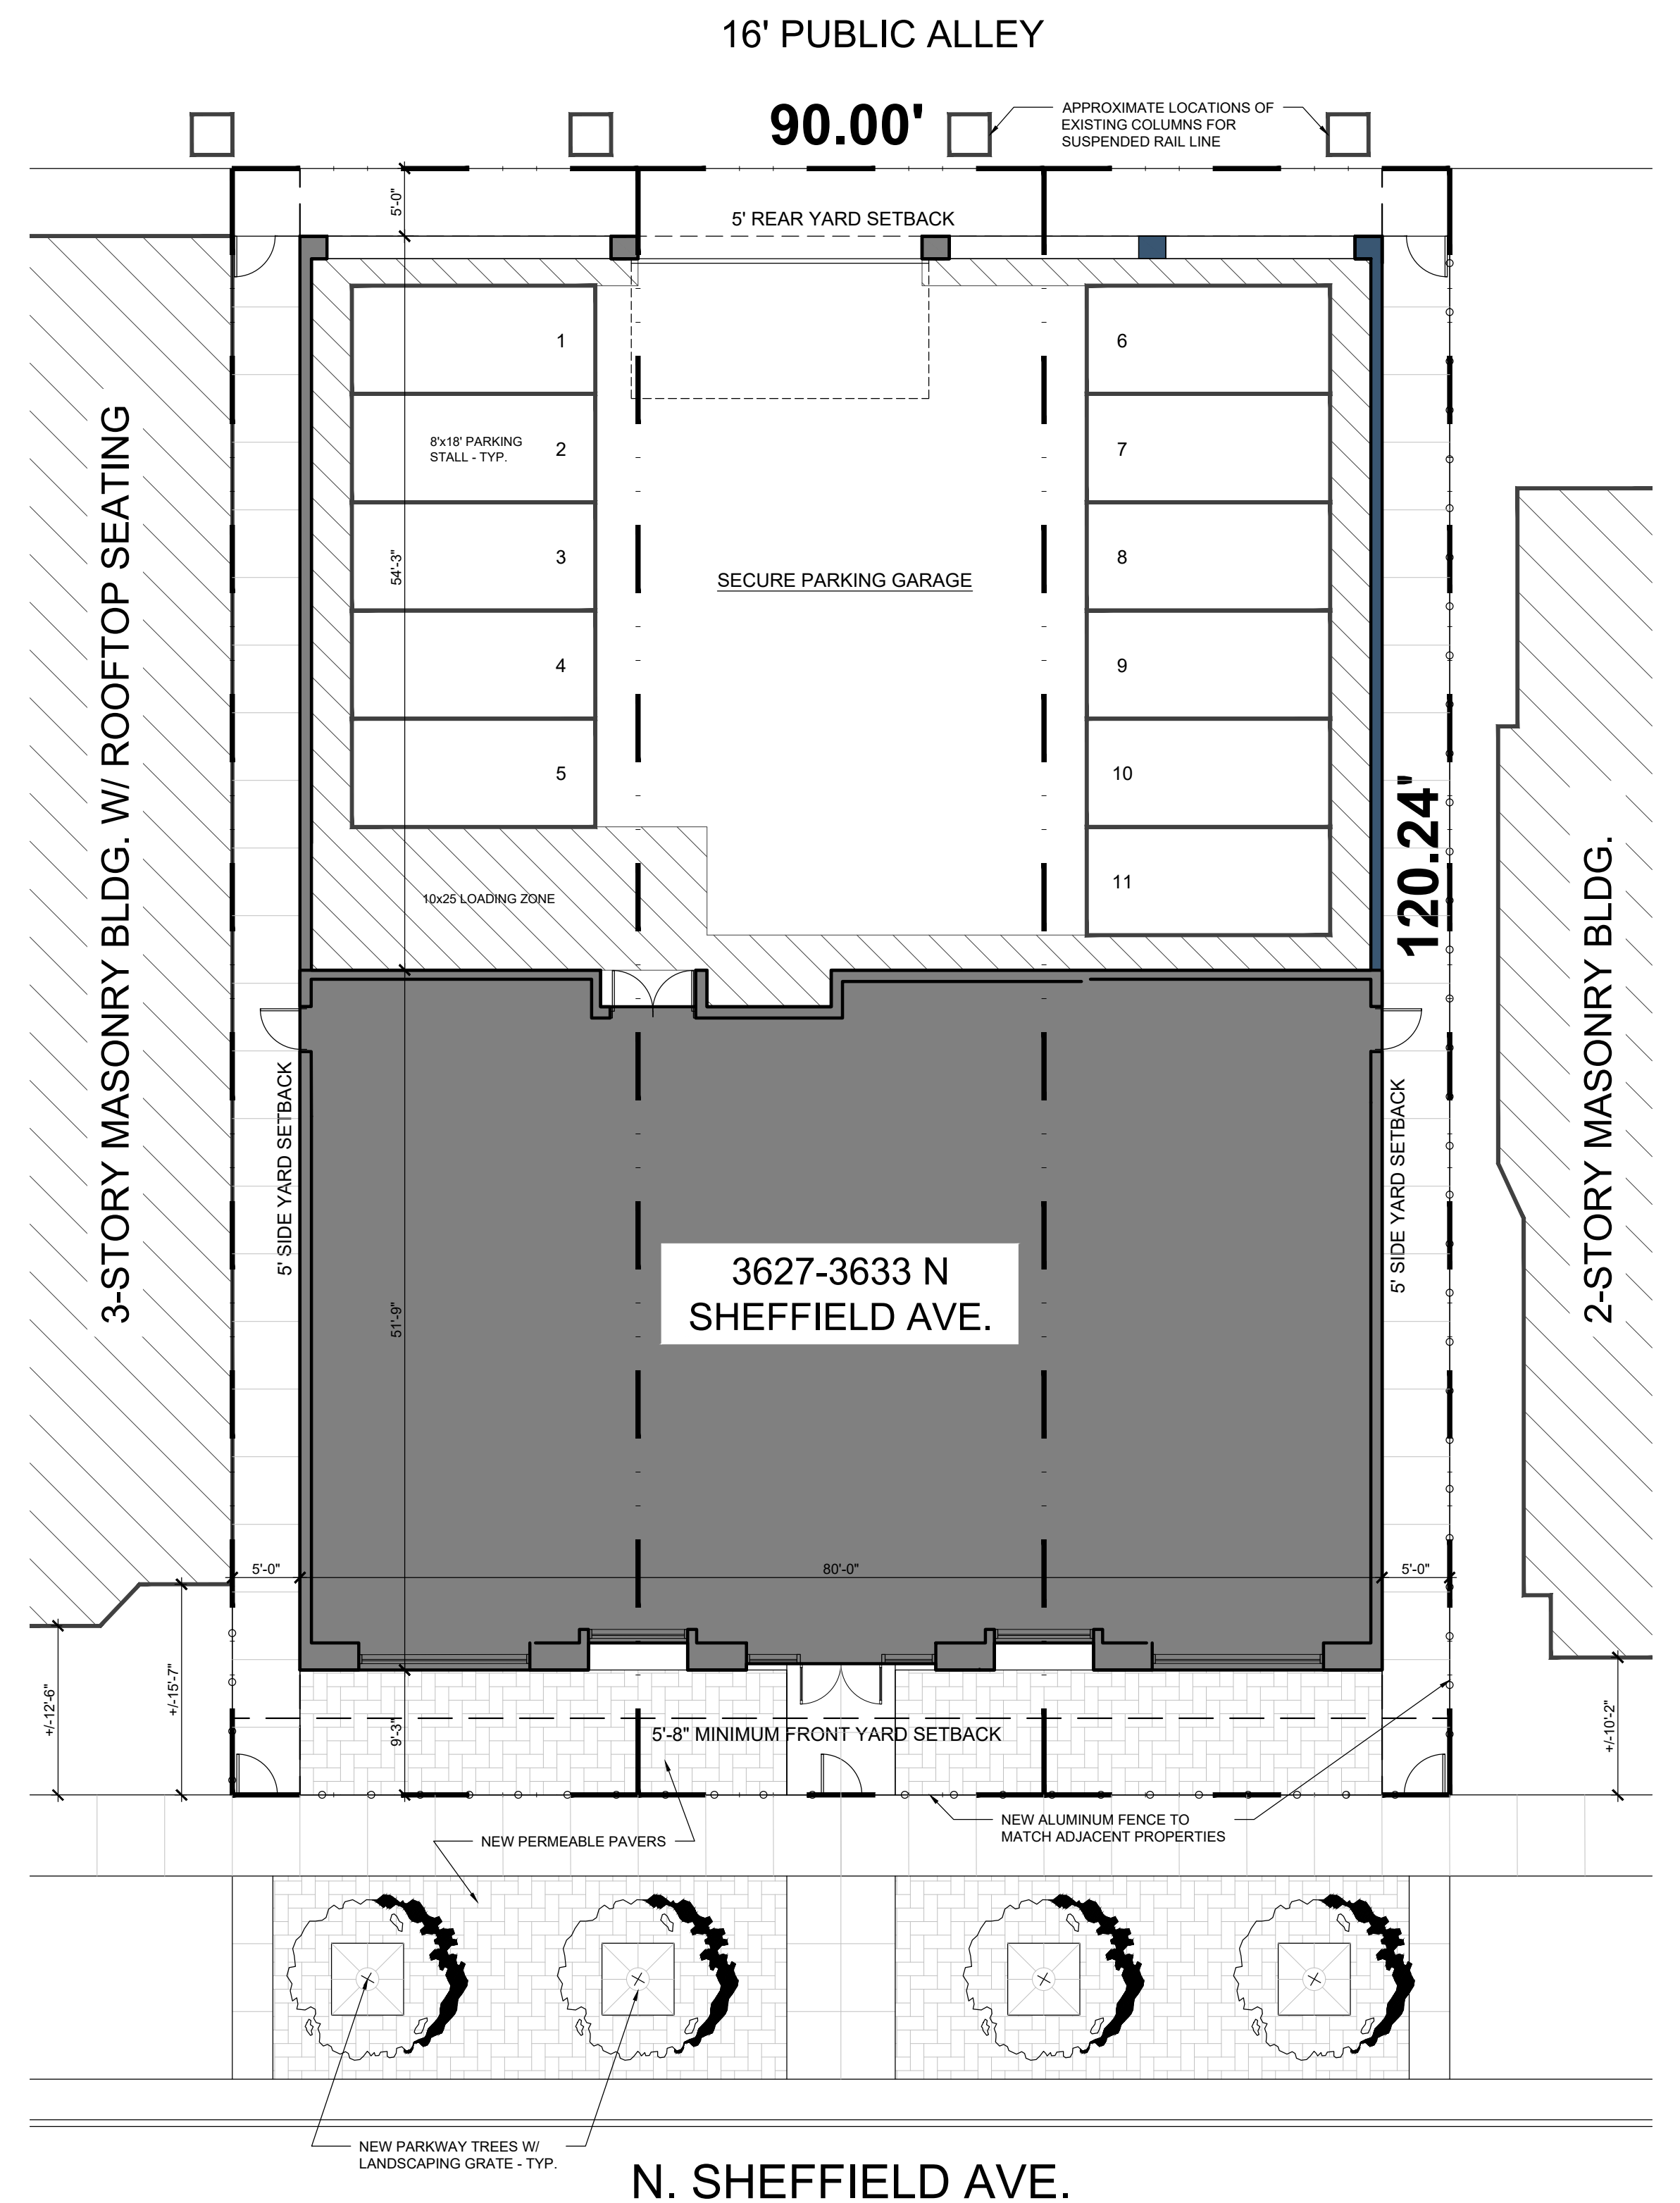 16' PUBLIC ALLEY
90.00'
APPROXIMATE LOCATIONS OF
EXISTING COLUMNS FOR
SUSPENDED RAIL LINE
5'-0"
5' REAR YARD SETBACK
1
6
8'x18' PARKING
STALL - TYP.
2
7
3
8
54'-3"
SECURE PARKING GARAGE
4
9
5
10
11
10x25 LOADING ZONE
3-STORY MASONRY BLDG. W/ ROOFTOP SEATING
120.24'
2-STORY MASONRY BLDG.
5' SIDE YARD SETBACK
5' SIDE YARD SETBACK
3627-3633 N
SHEFFIELD AVE.
51'-9"
5'-0"
80'-0"
5'-0"
+/-12'-6"
+/-15'-7"
9'-3"
5'-8" MINIMUM FRONT YARD SETBACK
+/-10'-2"
NEW PERMEABLE PAVERS
NEW ALUMINUM FENCE TO
MATCH ADJACENT PROPERTIES
NEW PARKWAY TREES W/
LANDSCAPING GRATE - TYP.
N. SHEFFIELD AVE.